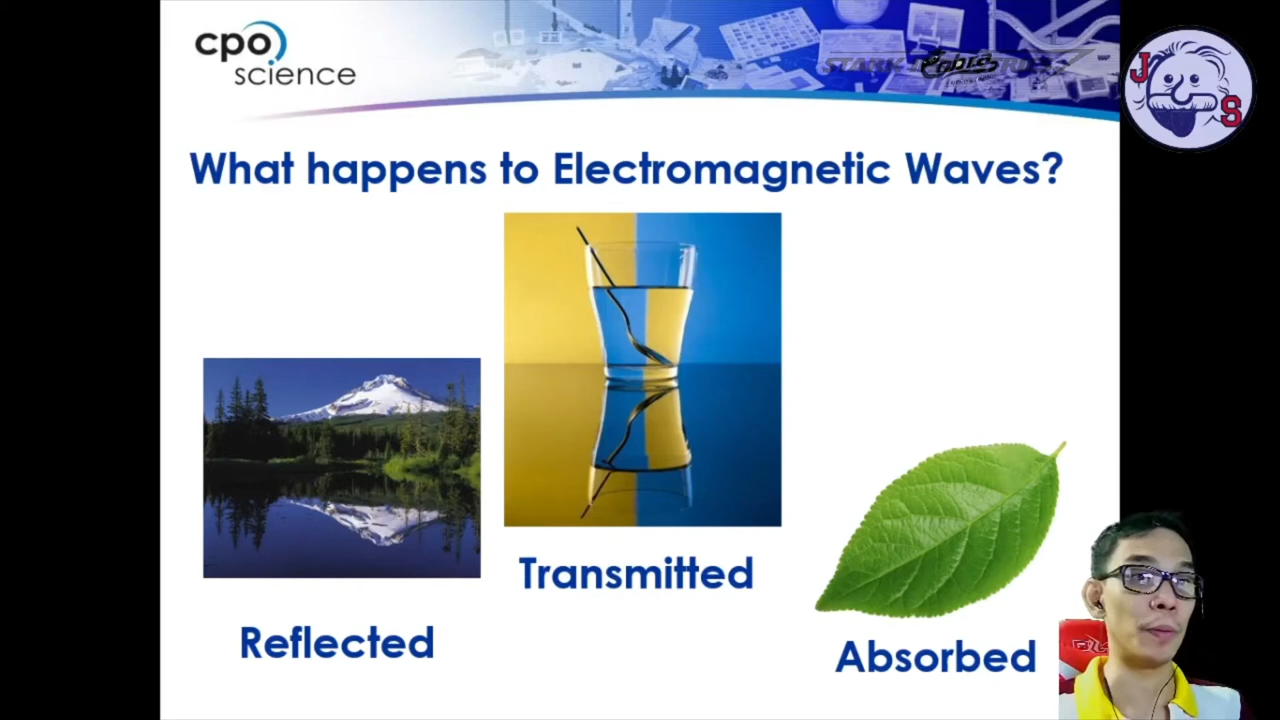 cpo
science
J
S
What happens to Electromagnetic Waves?
Transmitted
Reflected
Absorbed